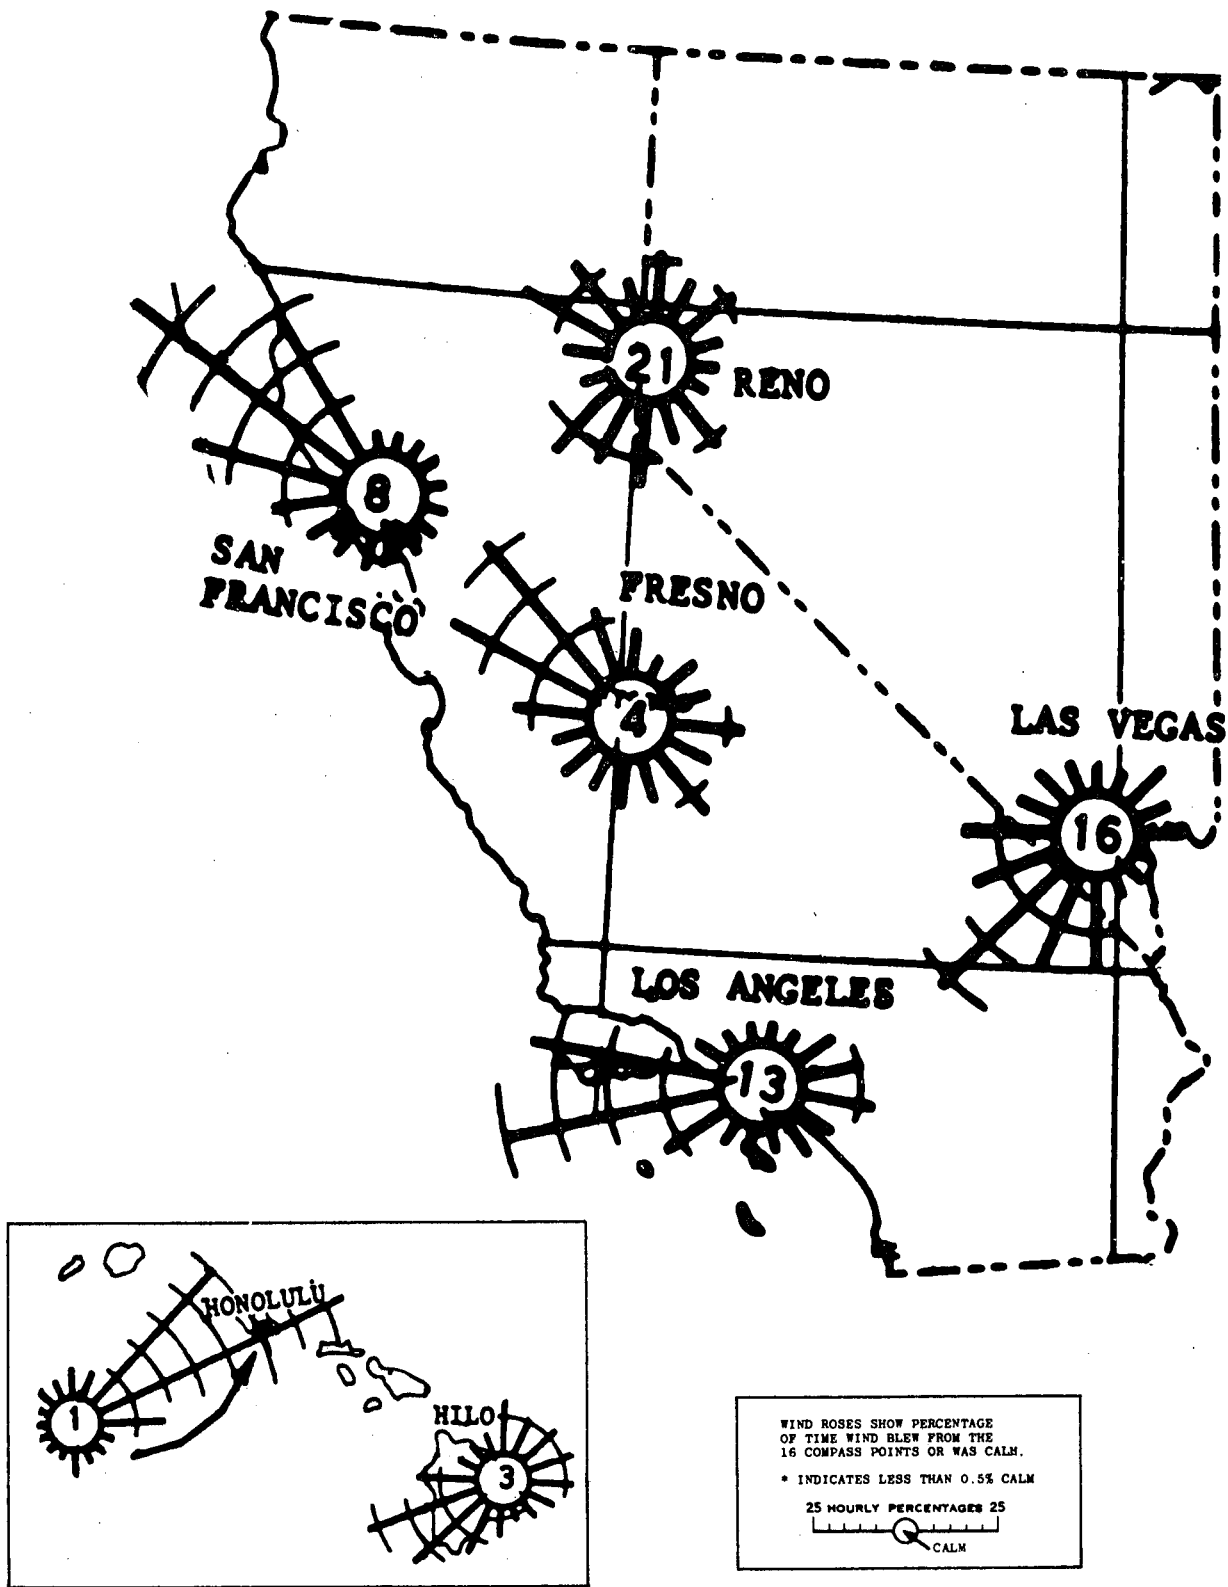 21
RENO
8
SAN
FRANCISCO
FRESNO
4
LAS VEGAS
16
LOS ANGELES
13
HONOLULU
1
HILO
3
WIND ROSES SHOW PERCENTAGE
OF TIME WIND BLEW FROM THE
16 COMPASS POINTS OR WAS CALM.
* INDICATES LESS THAN 0.5% CALM
25 HOURLY PERCENTAGES 25
CALM